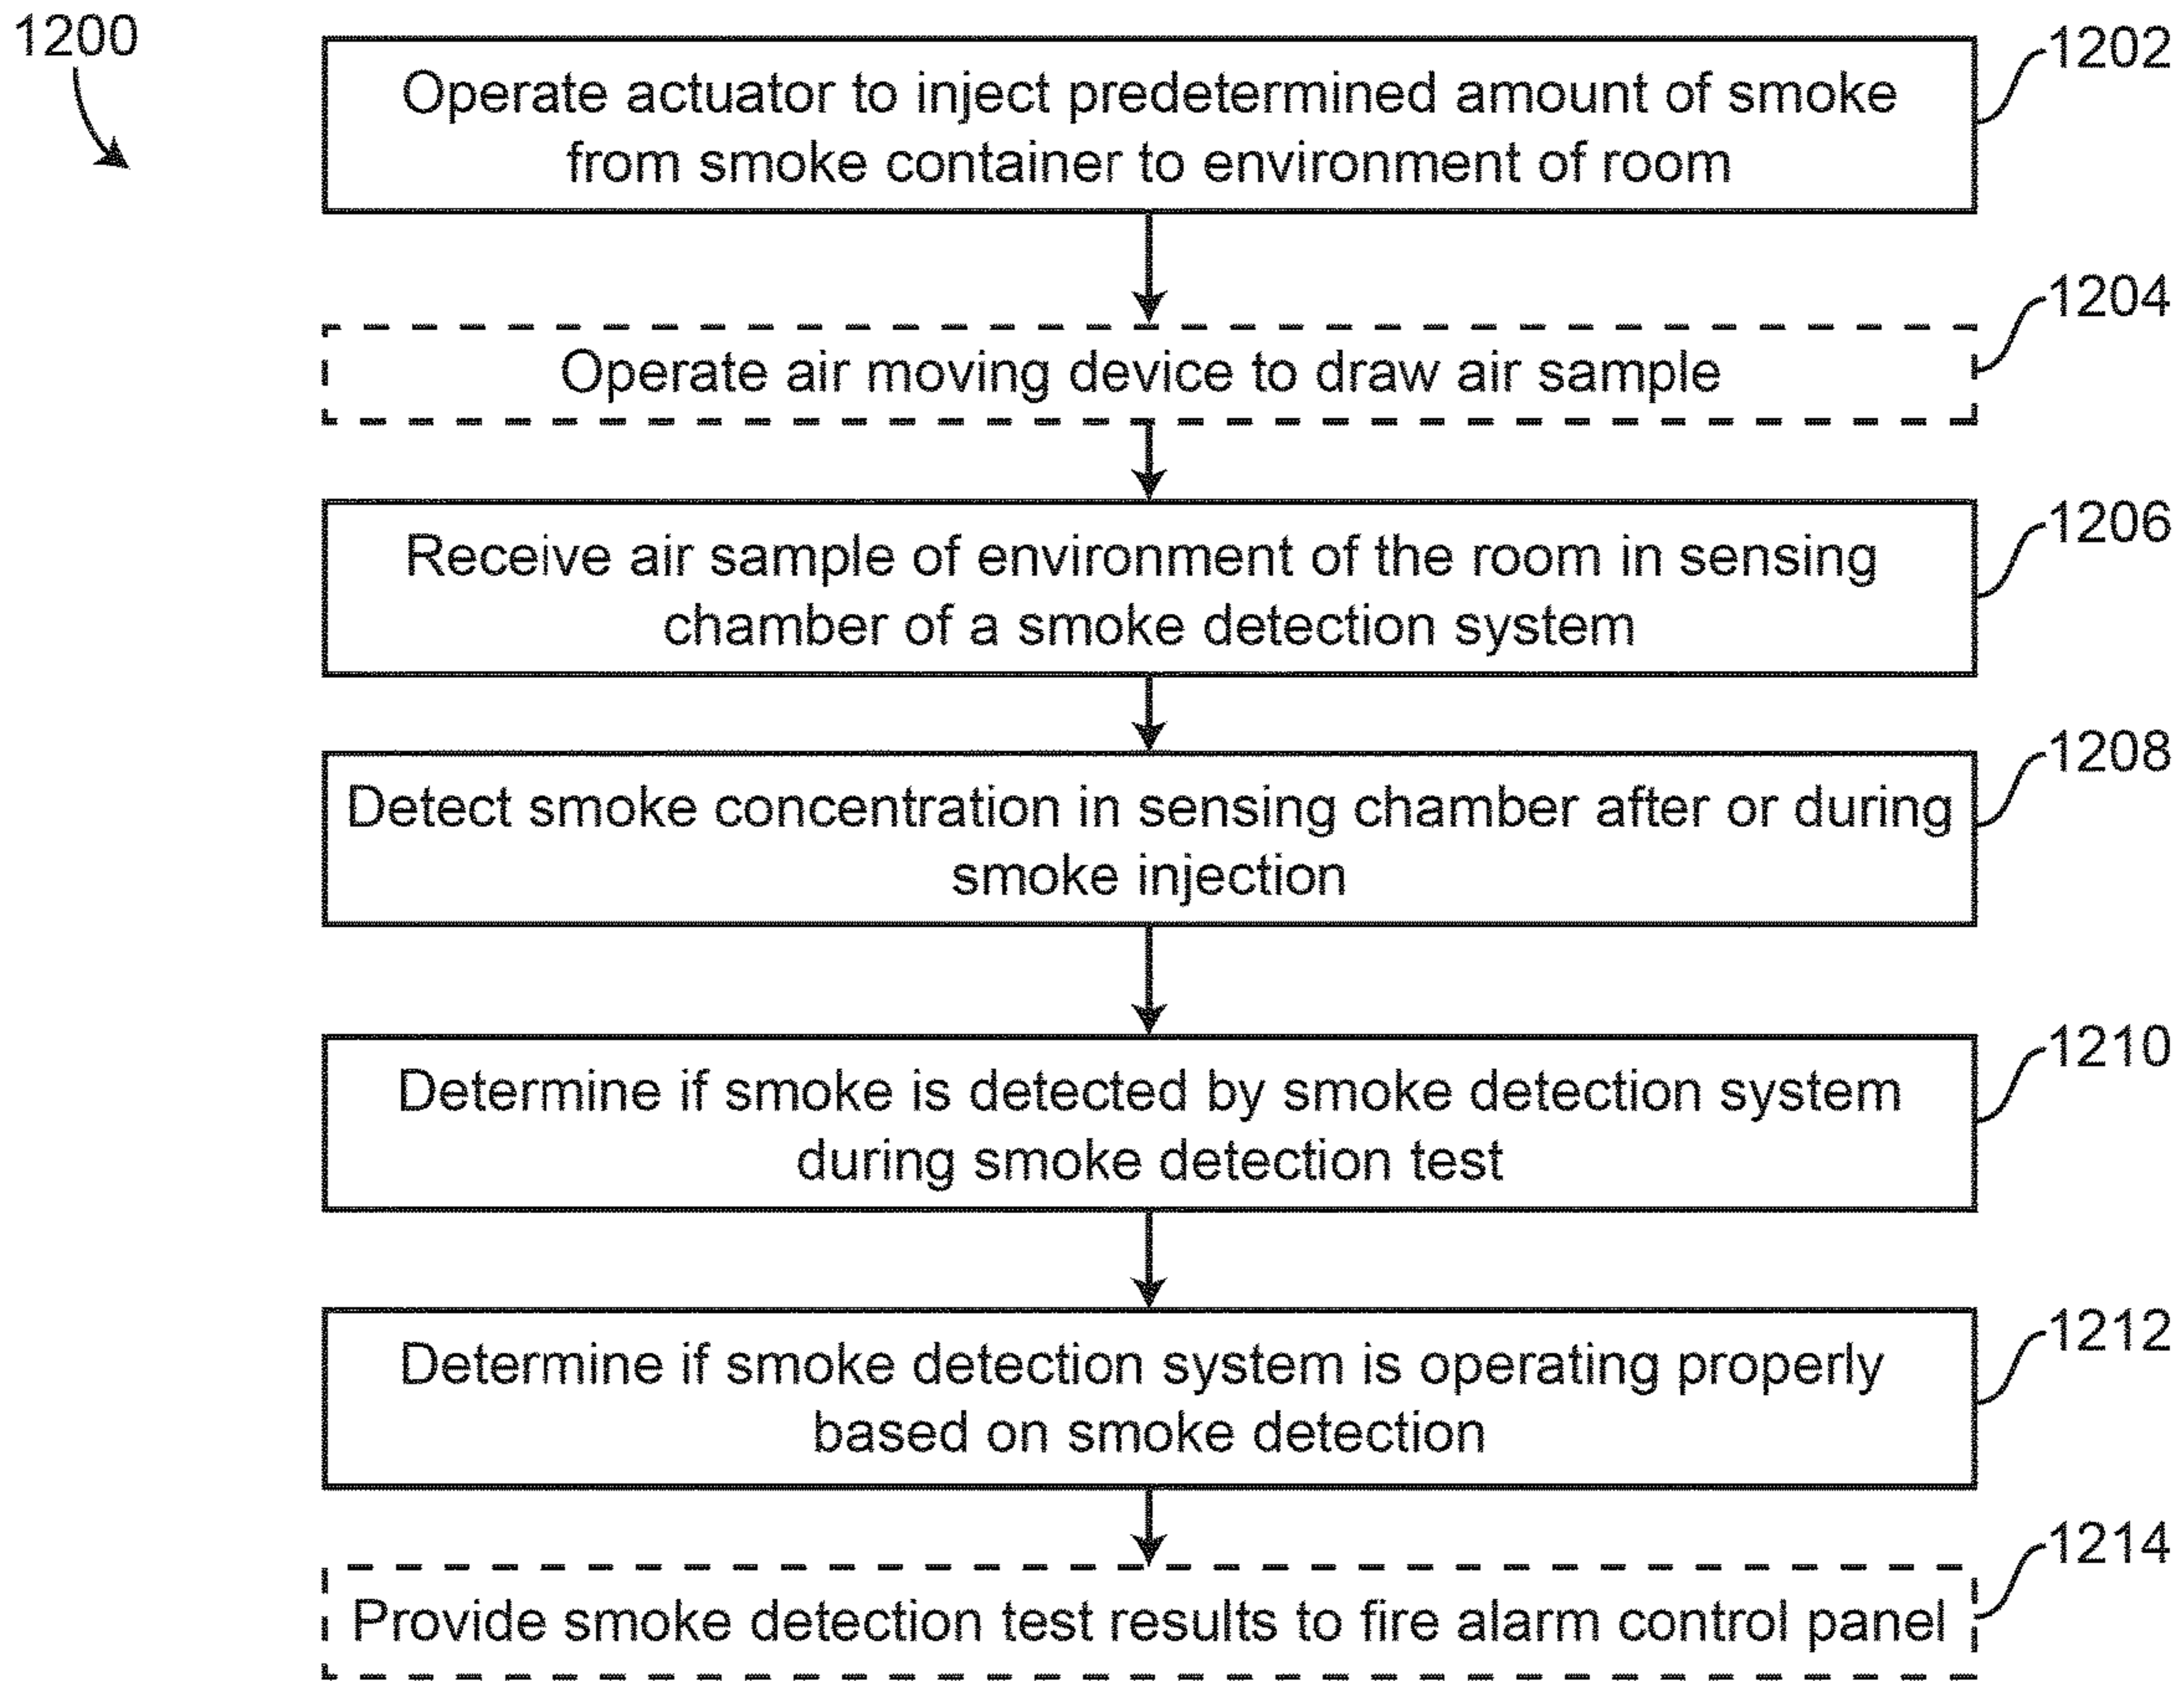 1200
Operate actuator to inject predetermined amount of smoke
from smoke container to environment of room
1202
Operate air moving device to draw air sample
1204
Receive air sample of environment of the room in sensing
chamber of a smoke detection system
1206
Detect smoke concentration in sensing chamber after or during
smoke injection
1208
Determine if smoke is detected by smoke detection system
during smoke detection test
1210
Determine if smoke detection system is operating properly
based on smoke detection
1212
Provide smoke detection test results to fire alarm control panel
1214